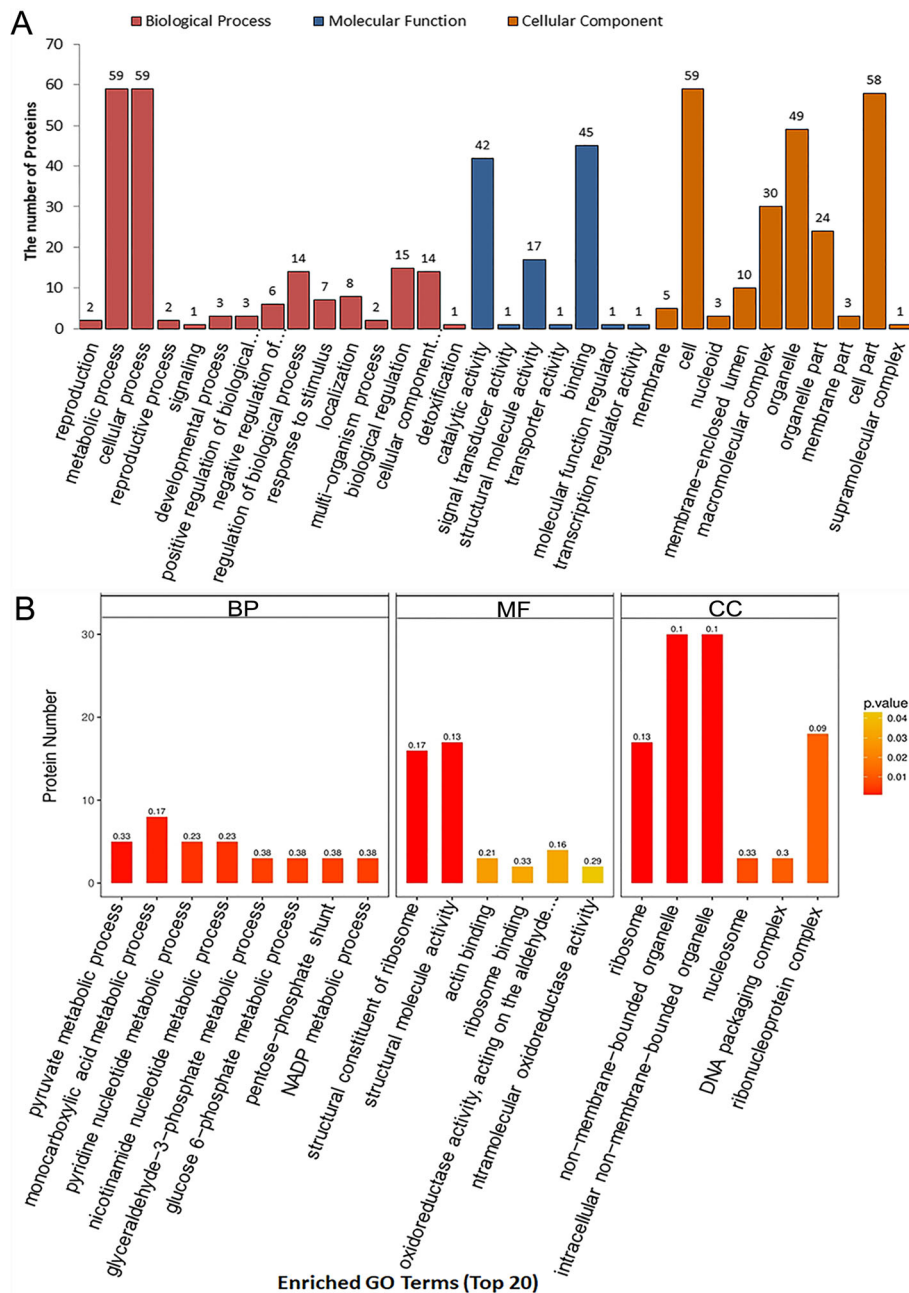 A
Biological Process Molecular Function Cellular Component
The number of Proteins
70
60
50
40
30
20
10
0
2 59 59 2 1 3 3 6 14 7 8 2 15 14 1 42 1 17 1 45 1 1 5 59 3 10 30 49 24 3 58 1
reproduction
metabolic process
cellular process
reproductive process
signaling
developmental process
positive regulation of biological...
negative regulation of...
regulation of biological process
response to stimulus
localization
multi-organism process
biological regulation
cellular component...
detoxification
catalytic activity
signal transducer activity
structural molecule activity
transporter activity
binding
molecular function regulator
transcription regulator activity
membrane
cell
nucleoid
membrane-enclosed lumen
macromolecular complex
organelle
organelle part
membrane part
cell part
supramolecular complex
B
BP MF CC
Protein Number
30
20
10
0
0.33 0.17 0.23 0.23 0.38 0.38 0.38 0.38
0.17 0.13 0.21 0.33 0.16 0.29
0.13 0.1 0.1 0.33 0.3 0.09
p.value
0.04
0.03
0.02
0.01
pyruvate metabolic process
monocarboxylic acid metabolic process
pyridine nucleotide metabolic process
nicotinamide nucleotide metabolic process
glyceraldehyde-3-phosphate metabolic process
glucose 6-phosphate metabolic process
pentose-phosphate shunt
NADP metabolic process
structural constituent of ribosome
structural molecule activity
actin binding
ribosome binding
oxidoreductase activity, acting on the aldehyde...
ntramolecular oxidoreductase activity
ribosome
non-membrane-bounded organelle
intracellular non-membrane-bounded organelle
nucleosome
DNA packaging complex
ribonucleoprotein complex
Enriched GO Terms (Top 20)